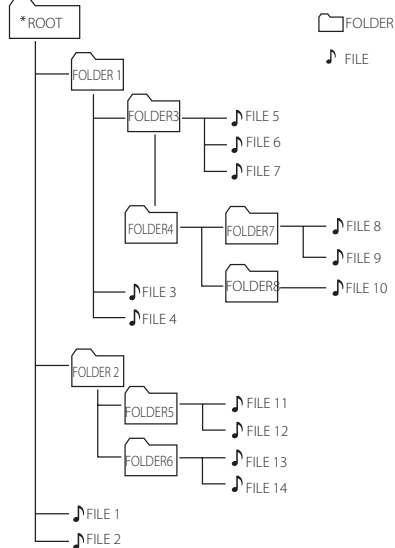 *ROOT
FOLDER
FILE
FOLDER 1
FOLDER3
FILE 5
FILE 6
FILE 7
FOLDER4
FOLDER7
FILE 8
FILE 9
FOLDER8
FILE 10
FILE 3
FILE 4
FOLDER 2
FOLDER5
FILE 11
FILE 12
FOLDER6
FILE 13
FILE 14
FILE 1
FILE 2